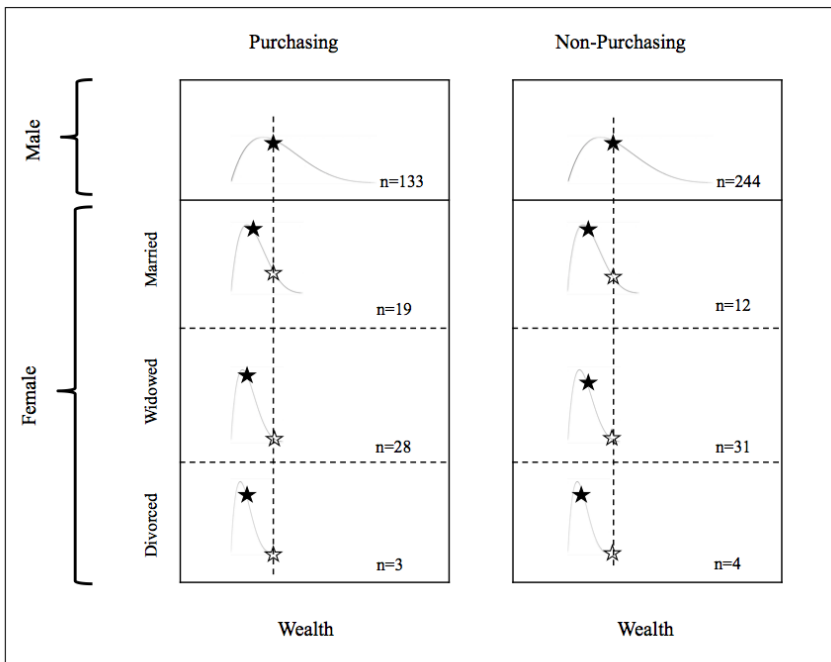 Purchasing
Non-Purchasing
Male
n=133
n=244
Female
Married
n=19
n=12
Widowed
n=28
n=31
Divorced
n=3
n=4
Wealth
Wealth